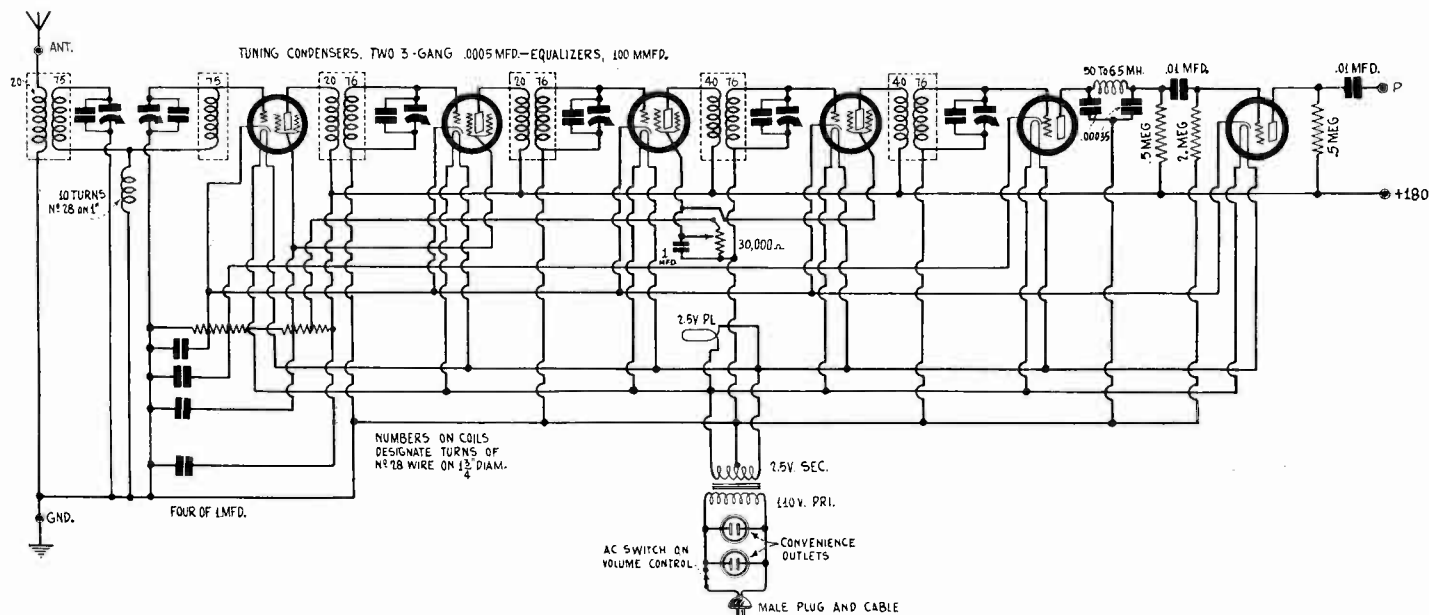 ANT.
TUNING CONDENSERS, TWO 3-GANG .0005 MFD.—EQUALIZERS, 100 MMFD.
20
75
75
20
76
20
76
40
76
40
76
50 TO 65 MH.
.01 MFD.
.01 MFD.
P
.00035
.5 MEG
2. MEG
.5 MEG
+180
10 TURNS
Nº 28 ON 1"
1
MFD
30,000 Ω
2.5V PL
NUMBERS ON COILS
DESIGNATE TURNS OF
Nº 28 WIRE ON 1 3/4" DIAM.
2.5V. SEC.
110 V. PRI.
GND.
FOUR OF 1 MFD.
AC SWITCH ON
VOLUME CONTROL
CONVENIENCE
OUTLETS
MALE PLUG AND CABLE